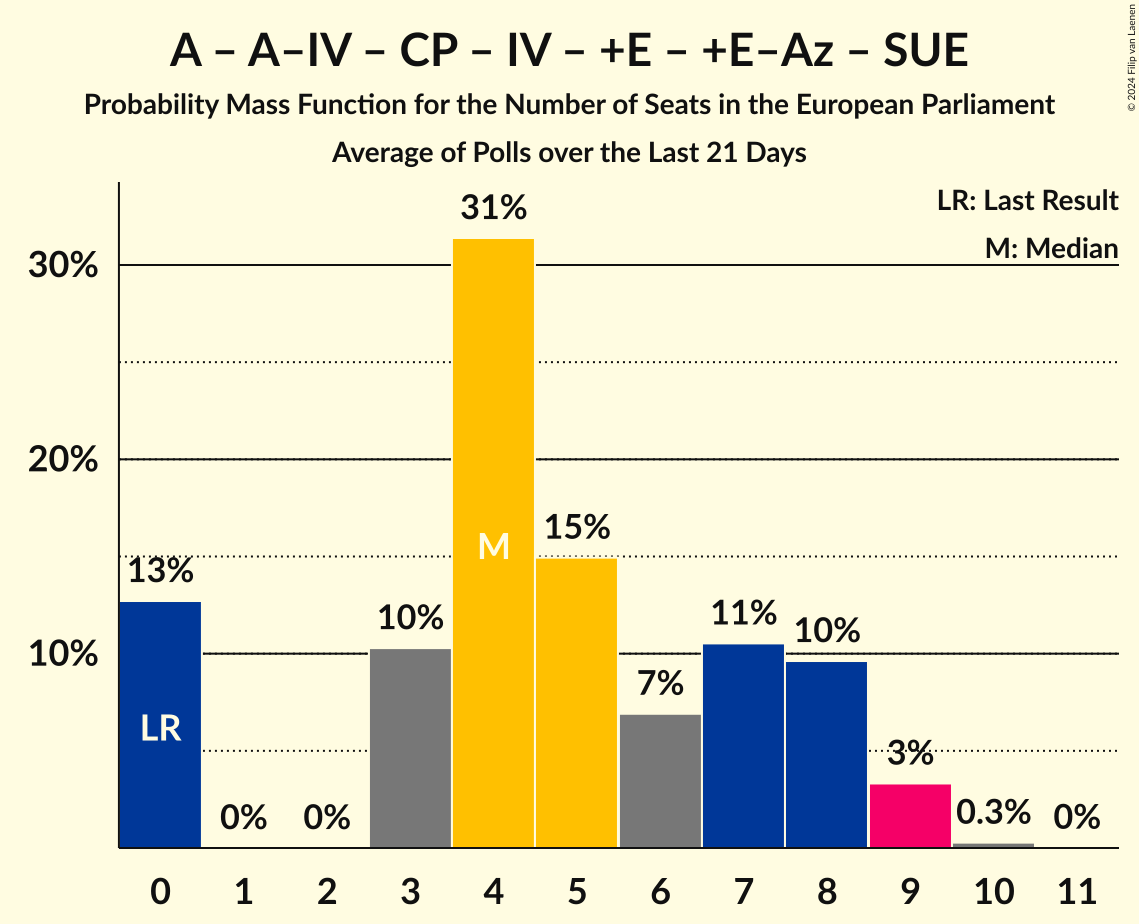 A – A–IV – CP – IV – +E – +E–Az – SUE
Probability Mass Function for the Number of Seats in the European Parliament
Average of Polls over the Last 21 Days
© 2024 Filip van Laenen
LR: Last Result
M: Median
30%
20%
10%
13%
0%
0%
10%
31%
15%
7%
11%
10%
3%
0.3%
0%
LR
M
0 1 2 3 4 5 6 7 8 9 10 11